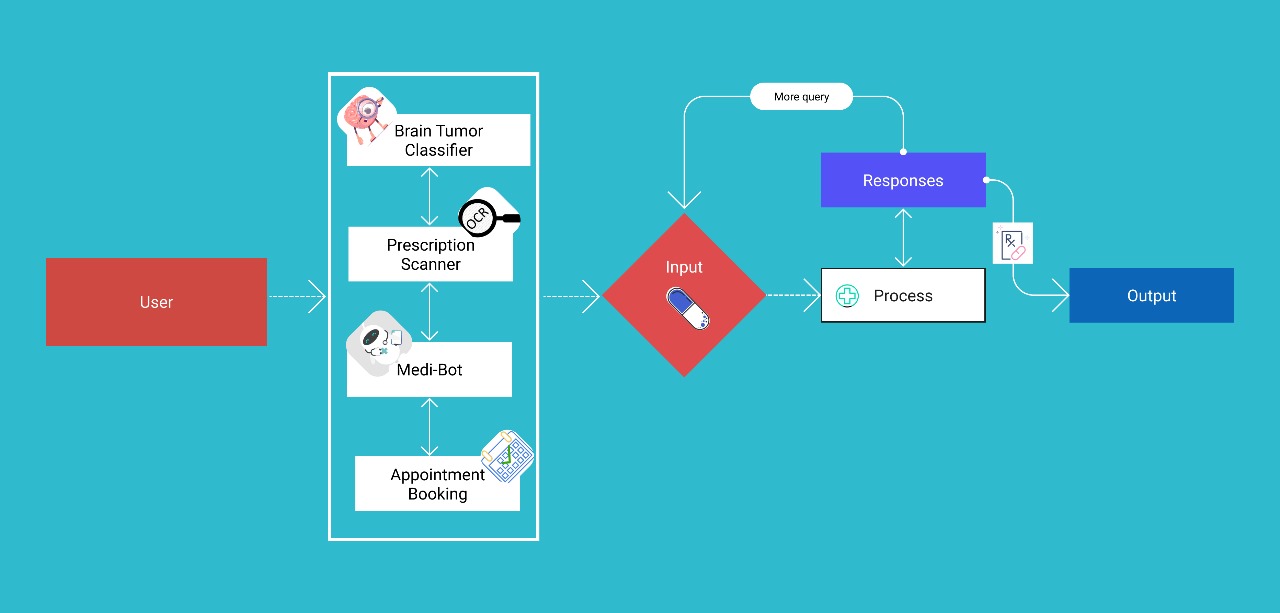 More query
Brain Tumor
Classifier
Responses
OCR
Prescription
Scanner
Rx
Input
User
Process
Output
Medi-Bot
Appointment
Booking